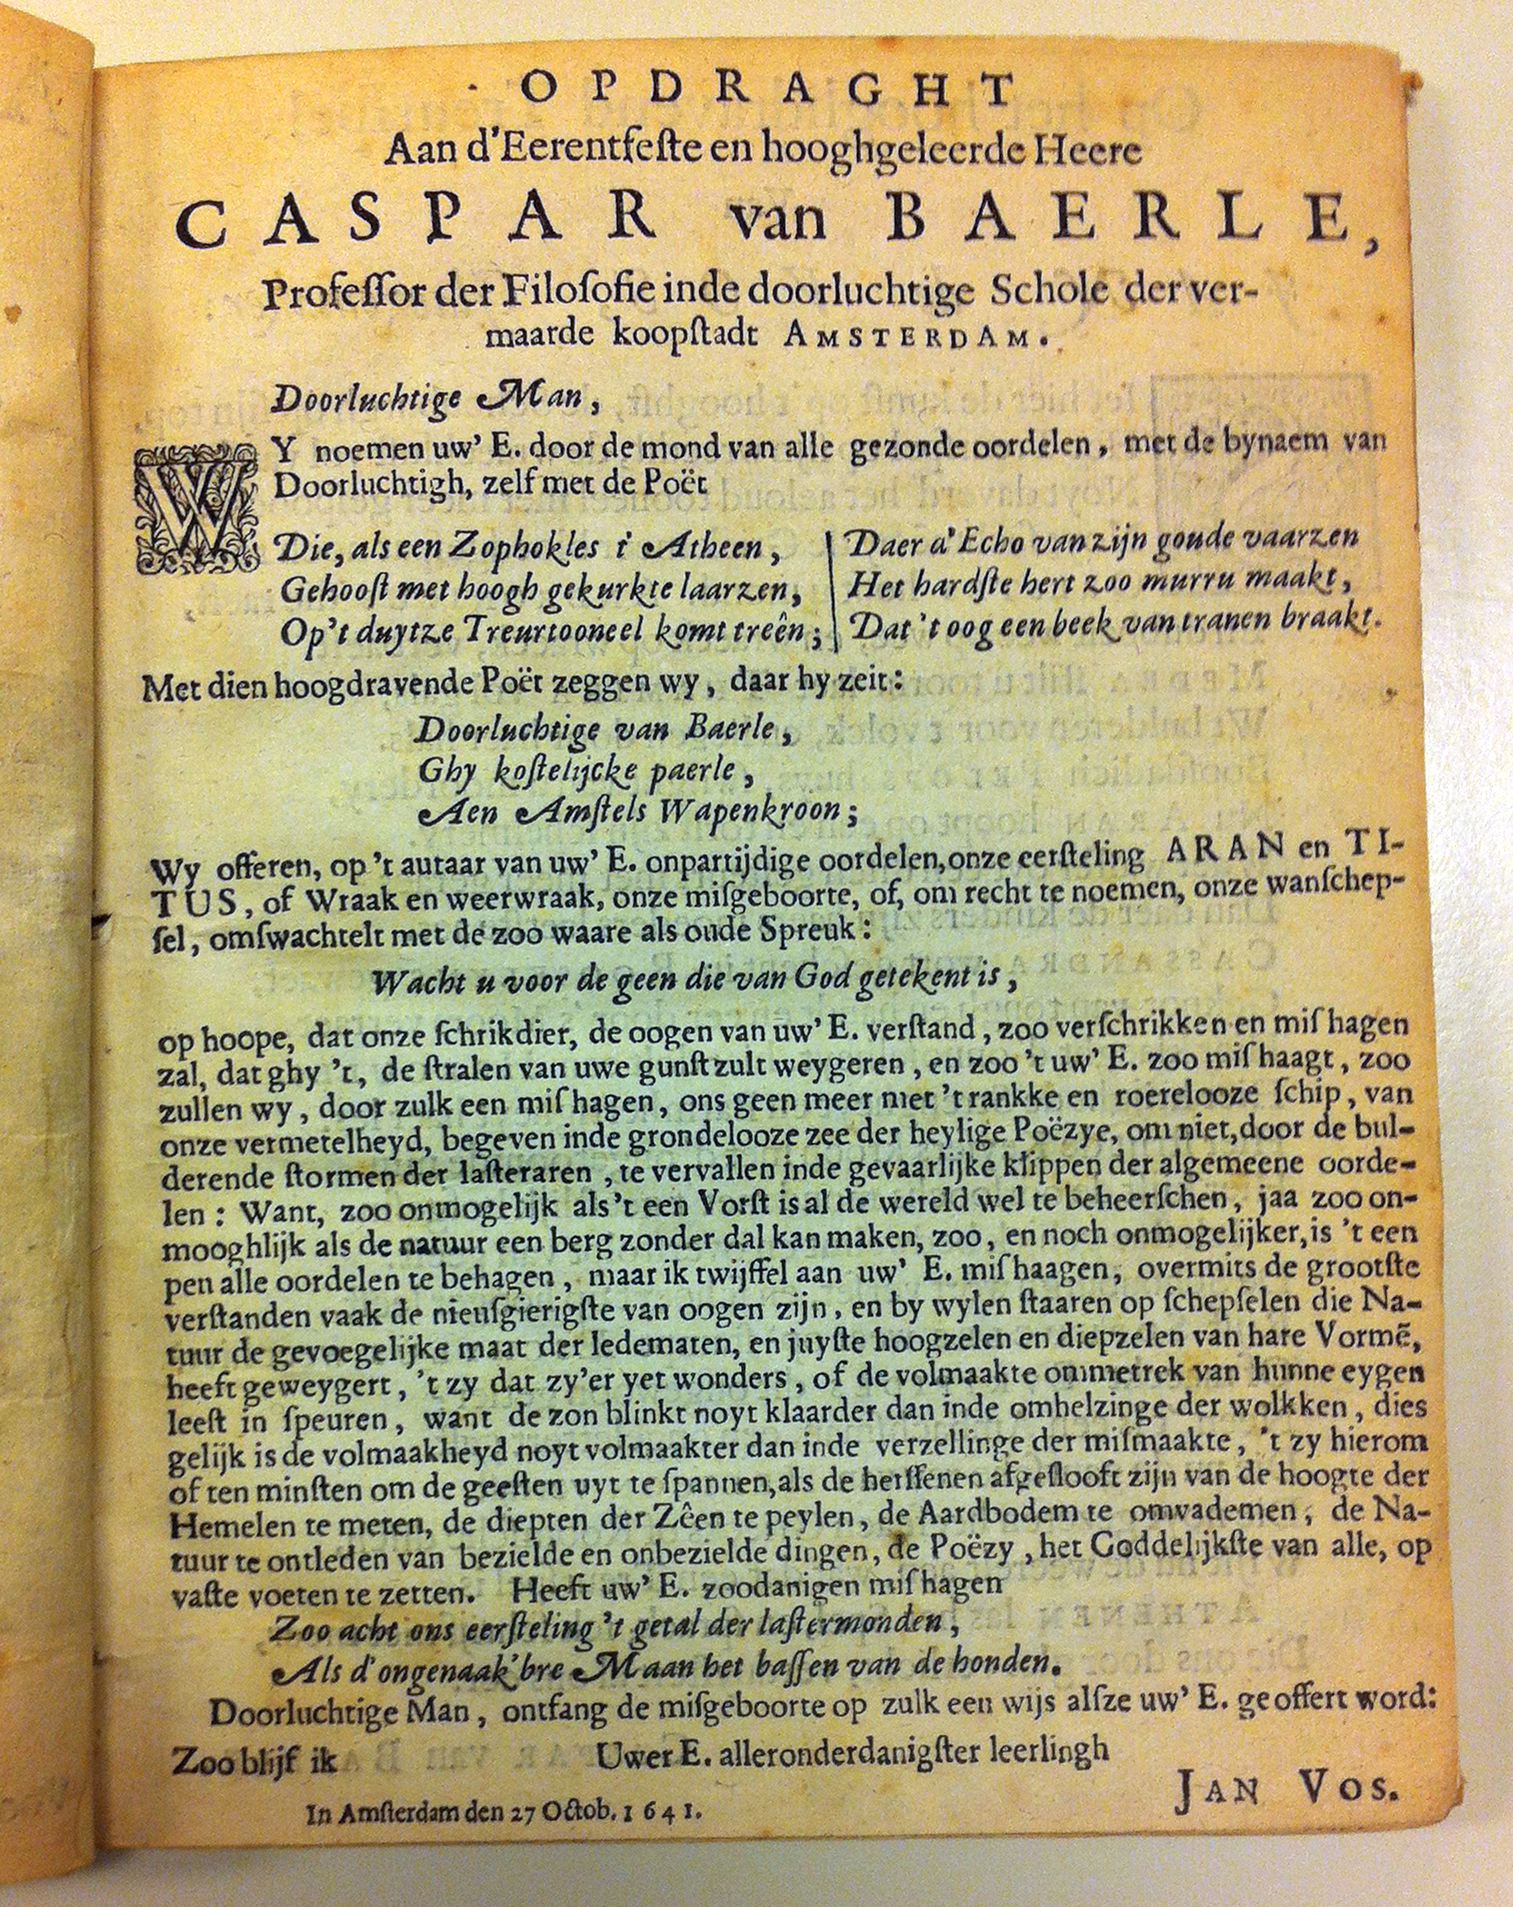 OPDRAGHT
Aan d'Eerentfeste en hooghgeleerde Heere
CASPAR van BAERLE,
Professor der Filosofie inde doorluchtige Schole der ver-
maarde koopstadt AMSTERDAM.
Doorluchtige Man,
WY noemen uw' E. door de mond van alle gezonde oordelen, met de bynaem van
Doorluchtigh, zelf met de Poët
Die, als een Zophokles t' Atheen,
Gehoost met hoogh gekurkte laarzen,
Op't duytze Treurtooneel komt treên;
Daer d'Echo van zijn goude vaarzen
Het hardste hert zoo murru maakt,
Dat 't oog een beek van tranen braakt.
Met dien hoogdravende Poët zeggen wy, daar hy zeit:
Doorluchtige van Baerle,
Ghy kostelijcke paerle,
Aen Amstels Wapenkroon;
Wy offeren, op 't autaar van uw' E. onpartijdige oordelen, onze eersteling ARAN en TI-
TUS, of Wraak en weerwraak, onze misgeboorte, of, om recht te noemen, onze wanschep-
sel, omswachtelt met de zoo waare als oude Spreuk:
Wacht u voor de geen die van God getekent is,
op hoope, dat onze schrikdier, de oogen van uw' E. verstand, zoo verschrikken en mishagen
zal, dat ghy 't, de stralen van uwe gunst zult weygeren, en zoo 't uw' E. zoo mishaagt, zoo
zullen wy, door zulk een mishagen, ons geen meer met 't rankke en roerelooze schip, van
onze vermetelheyd, begeven inde grondelooze zee der heylige Poëzye, om niet, door de bul-
derende stormen der lasteraren, te vervallen inde gevaarlijke klippen der algemeene oorde-
len: Want, zoo onmogelijk als 't een Vorst is al de wereld wel te beheerschen, jaa zoo on-
mooghlijk als de natuur een berg zonder dal kan maken, zoo, en noch onmogelijker, is 't een
pen alle oordelen te behagen, maar ik twijffel aan uw' E. mishaagen, overmits de grootste
verstanden vaak de nieusgierigste van oogen zijn, en by wylen staaren op schepselen die Na-
tuur de gevoegelijke maat der ledematen, en juyste hoogzelen en diepzelen van hare Vormē,
heeft geweygert, 't zy dat zy'er yet wonders, of de volmaakte ommetrek van hunne eygen
leest in speuren, want de zon blinkt noyt klaarder dan inde omhelzinge der wolkken, dies
gelijk is de volmaakheyd noyt volmaakter dan inde verzellinge der mismaakte, 't zy hierom
of ten minsten om de geesten uyt te spannen, als de herssenen afgeslooft zijn van de hoogte der
Hemelen te meten, de diepten der Zêen te peylen, de Aardbodem te omvademen, de Na-
tuur te ontleden van bezielde en onbezielde dingen, de Poëzy, het Goddelijkste van alle, op
vaste voeten te zetten. Heeft uw' E. zoodanigen mishagen
Zoo acht ons eersteling 't getal der lastermonden,
Als d'ongenaak'bre Maan het bassen van de honden.
Doorluchtige Man, ontfang de misgeboorte op zulk een wijs alsze uw' E. geoffert word:
Zoo blijf ik Uwer E. alleronderdanigster leerlingh
JAN VOS.
In Amsterdam den 27 Octob. 1641.